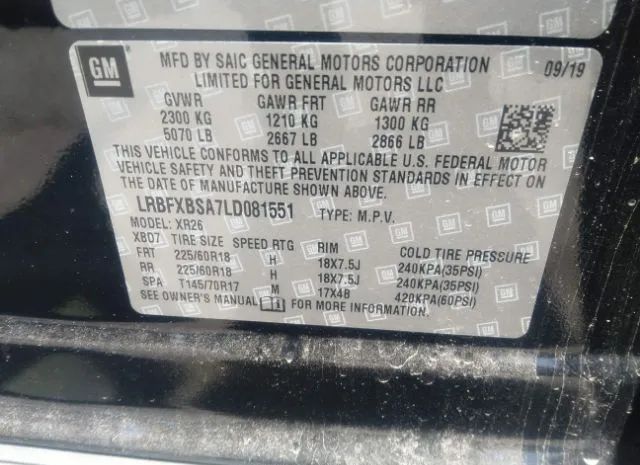 GM
MFD BY SAIC GENERAL MOTORS CORPORATION
LIMITED FOR GENERAL MOTORS LLC
09/19
GVWR GAWR FRT GAWR RR
2300 KG 1210 KG 1300 KG
5070 LB 2667 LB 2866 LB
THIS VEHICLE CONFORMS TO ALL APPLICABLE U.S. FEDERAL MOTOR
VEHICLE SAFETY AND THEFT PREVENTION STANDARDS IN EFFECT ON
THE DATE OF MANUFACTURE SHOWN ABOVE.
LRBFXBSA7LD081551 TYPE: M.P.V.
MODEL: XR26
XB07 TIRE SIZE SPEED RTG RIM COLD TIRE PRESSURE
FRT 225/60R18 H 18X7.5J 240KPA(35PSI)
RR 225/60R18 H 18X7.5J 240KPA(35PSI)
SPA T145/70R17 M 17X4B 420KPA(60PSI)
SEE OWNER'S MANUAL FOR MORE INFORMATION.